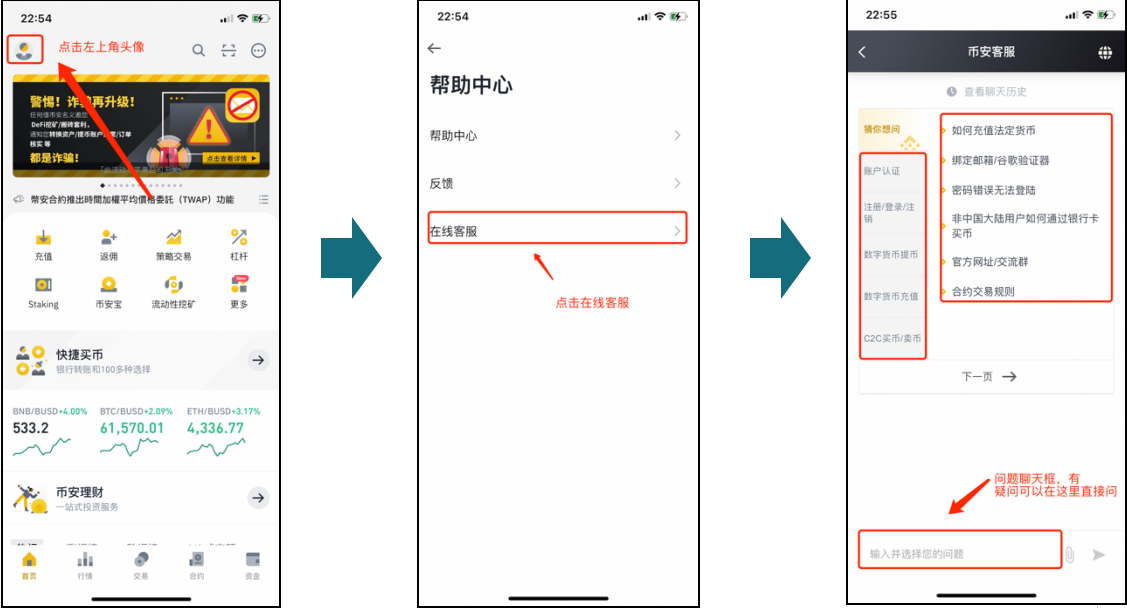 22:54
点击左上角头像
警惕！诈骗再升级！
任何借币安名义邀您
DeFi挖矿/搬砖套利，
通知您转换资产/提币账户异常/订单
核实 等
都是诈骗！
点击查看详情
幣安合約推出時間加權平均價格委託（TWAP）功能
充值
返佣
策略交易
杠杆
Staking
币安宝
流动性挖矿
New
更多
快捷买币
银行转账和100多种选择
BNB/BUSD+4.00%
BTC/BUSD+2.09%
ETH/BUSD+3.17%
533.2
61,570.01
4,336.77
币安理财
一站式投资服务
首页
行情
交易
合约
资金
22:54
帮助中心
帮助中心
反馈
在线客服
点击在线客服
22:55
币安客服
查看聊天历史
猜你想问
账户认证
注册/登录/注
销
数字货币提币
数字货币充值
C2C买币/卖币
如何充值法定货币
绑定邮箱/谷歌验证器
密码错误无法登陆
非中国大陆用户如何通过银行卡
买币
官方网址/交流群
合约交易规则
下一页
问题聊天框，有
疑问可以在这里直接问
输入并选择您的问题